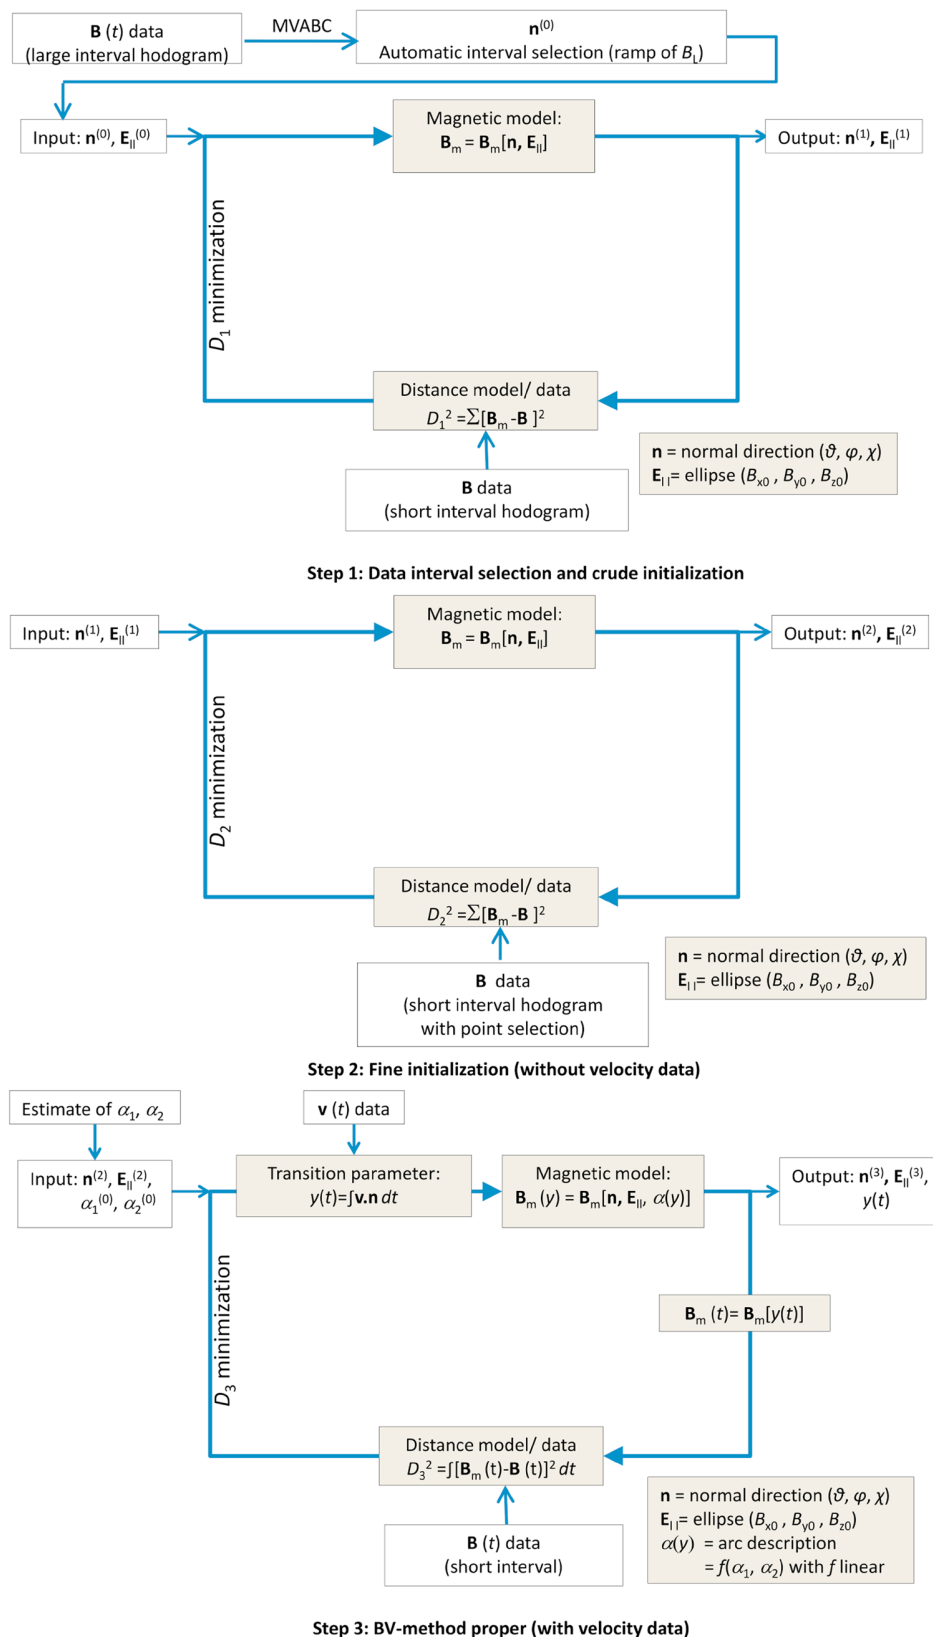 B (t) data
(large interval hodogram)
MVABC
n(0)
Automatic interval selection (ramp of BL)
Input: n(0), E||(0)
Magnetic model:
Bm = Bm[n, E||]
Output: n(1), E||(1)
D1 minimization
Distance model/ data
D1² =∑[Bm -B ]²
B data
(short interval hodogram)
n = normal direction (ϑ, φ, χ)
E||= ellipse (Bx0 , By0 , Bz0)
Step 1: Data interval selection and crude initialization
Input: n(1), E||(1)
Magnetic model:
Bm = Bm[n, E||]
Output: n(2), E||(2)
D2 minimization
Distance model/ data
D2² =∑[Bm -B ]²
B data
(short interval hodogram
with point selection)
n = normal direction (ϑ, φ, χ)
E||= ellipse (Bx0 , By0 , Bz0)
Step 2: Fine initialization (without velocity data)
Estimate of α1, α2
v (t) data
Input: n(2), E||(2),
α1(0), α2(0)
Transition parameter:
y(t)=∫v.n dt
Magnetic model:
Bm (y) = Bm[n, E||, α(y)]
Output: n(3), E||(3),
y(t)
D3 minimization
Bm (t)= Bm[y(t)]
Distance model/ data
D3² =∫[Bm (t)-B (t)]² dt
B (t) data
(short interval)
n = normal direction (ϑ, φ, χ)
E||= ellipse (Bx0 , By0 , Bz0)
α(y) = arc description
= f(α1, α2) with f linear
Step 3: BV-method proper (with velocity data)